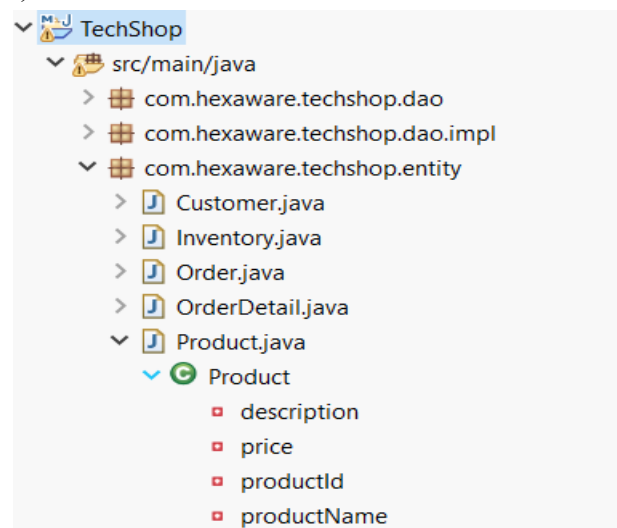 TechShop
src/main/java
com.hexaware.techshop.dao
com.hexaware.techshop.dao.impl
com.hexaware.techshop.entity
Customer.java
Inventory.java
Order.java
OrderDetail.java
Product.java
Product
description
price
productId
productName